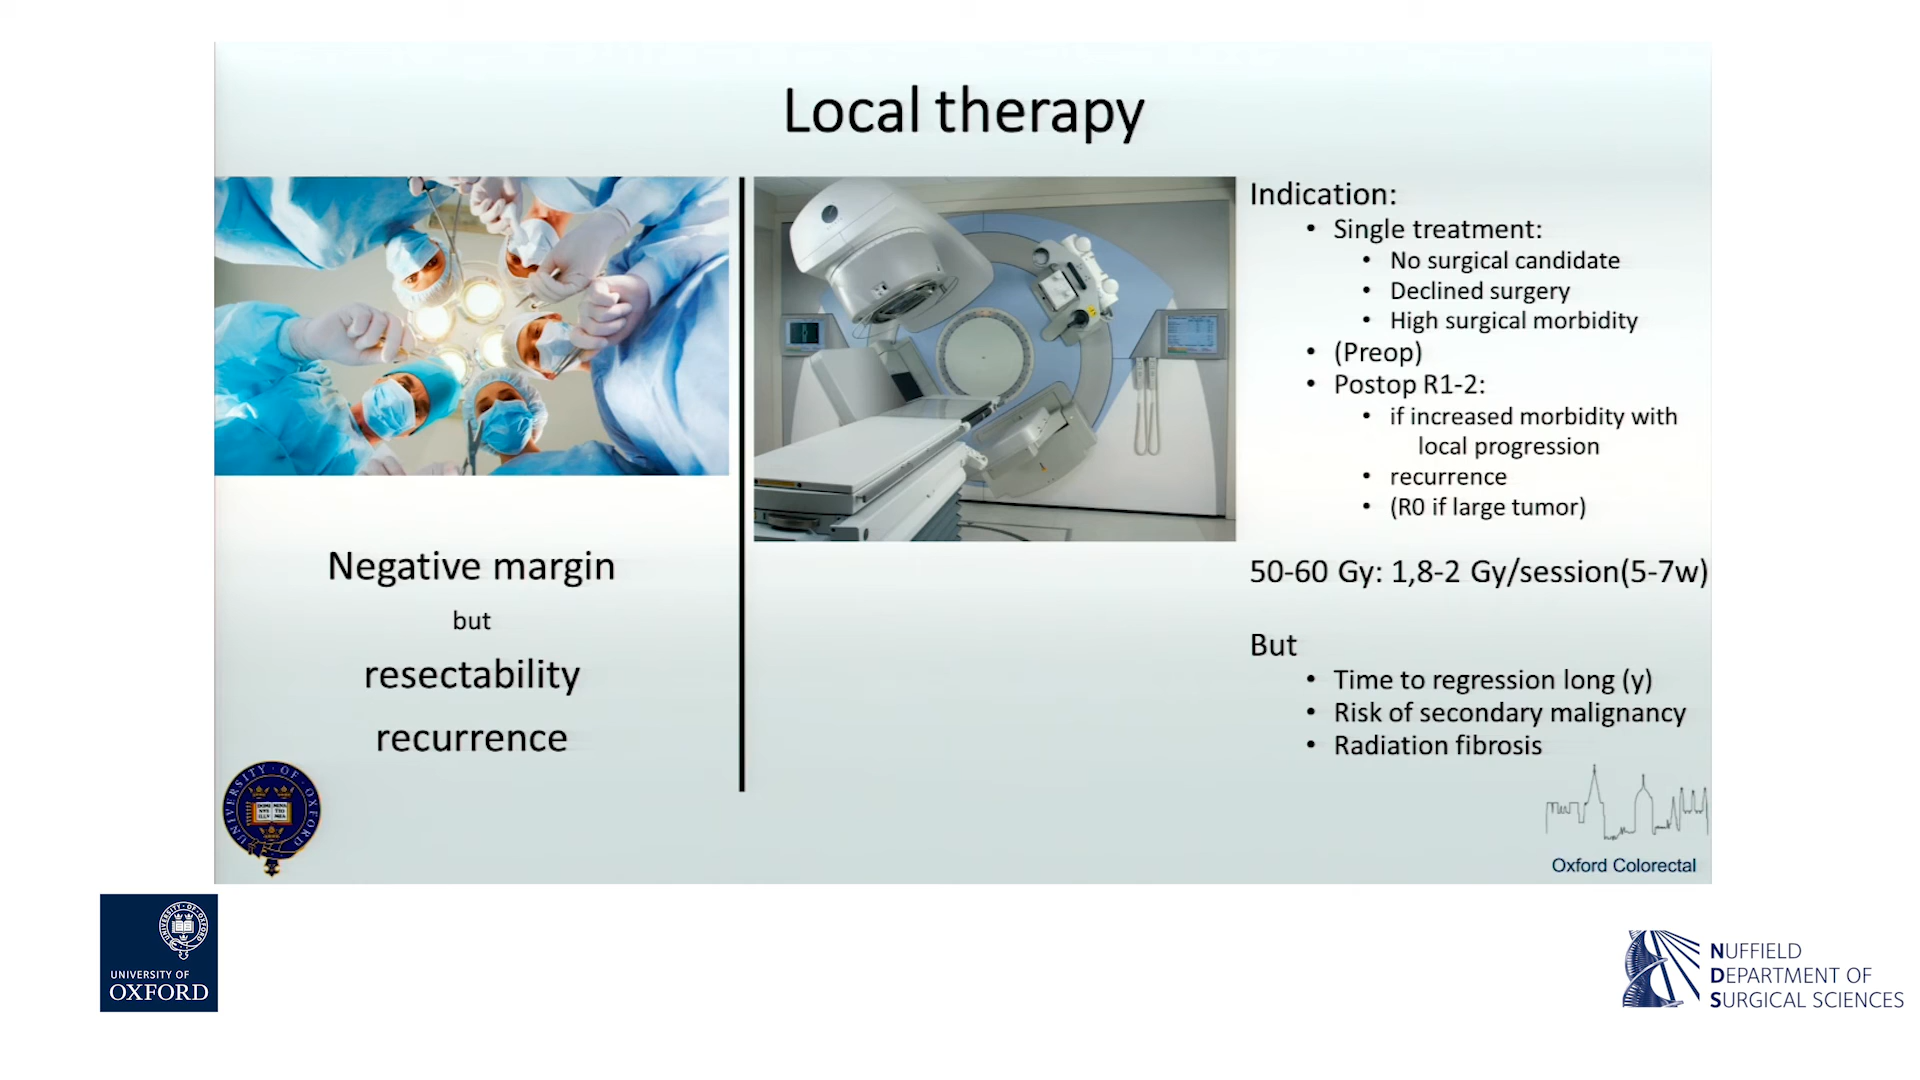 Local therapy
Negative margin
but
resectability
recurrence
Indication:
• Single treatment:
• No surgical candidate
• Declined surgery
• High surgical morbidity
• (Preop)
• Postop R1-2:
• if increased morbidity with
local progression
• recurrence
• (R0 if large tumor)
50-60 Gy: 1,8-2 Gy/session(5-7w)
But
• Time to regression long (y)
• Risk of secondary malignancy
• Radiation fibrosis
UNIVERSITY OF OXFORD
Oxford Colorectal
UNIVERSITY OF
OXFORD
NUFFIELD
DEPARTMENT OF
SURGICAL SCIENCES